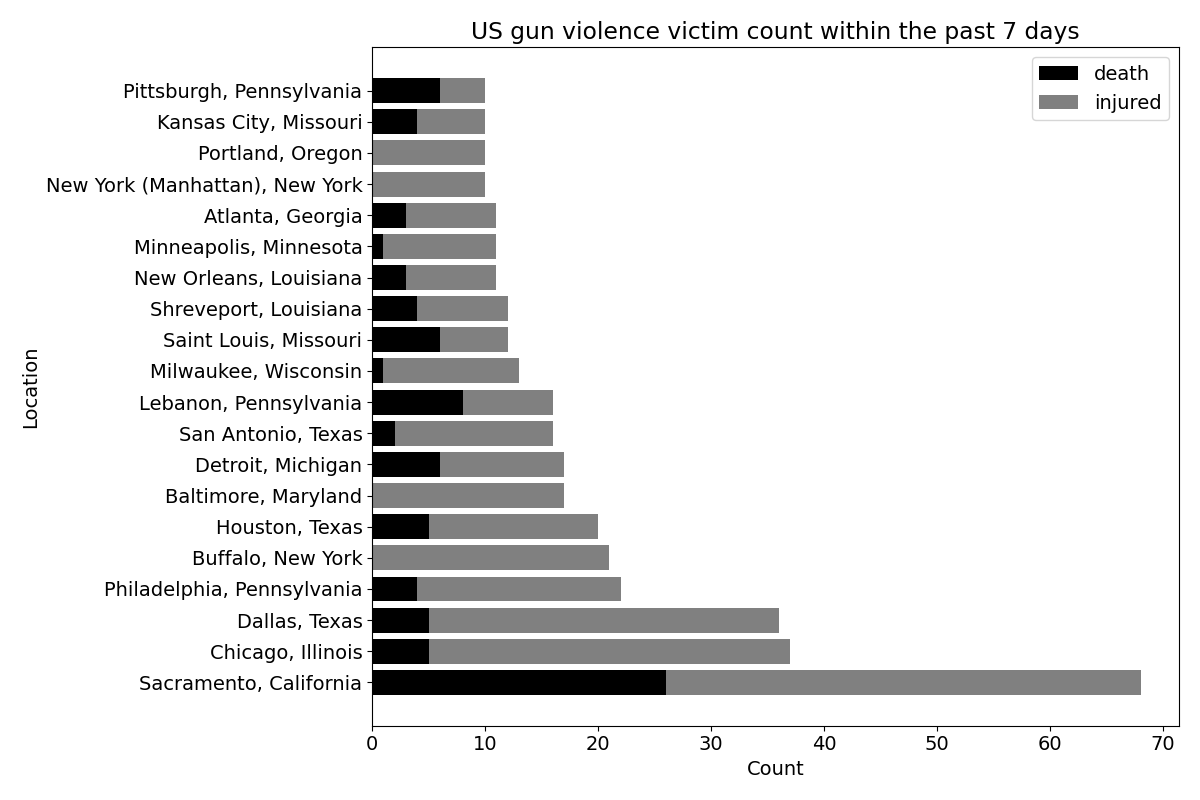 US gun violence victim count within the past 7 days
death
injured
Pittsburgh, Pennsylvania
Kansas City, Missouri
Portland, Oregon
New York (Manhattan), New York
Atlanta, Georgia
Minneapolis, Minnesota
New Orleans, Louisiana
Shreveport, Louisiana
Saint Louis, Missouri
Milwaukee, Wisconsin
Lebanon, Pennsylvania
San Antonio, Texas
Detroit, Michigan
Baltimore, Maryland
Houston, Texas
Buffalo, New York
Philadelphia, Pennsylvania
Dallas, Texas
Chicago, Illinois
Sacramento, California
Location
0 10 20 30 40 50 60 70
Count